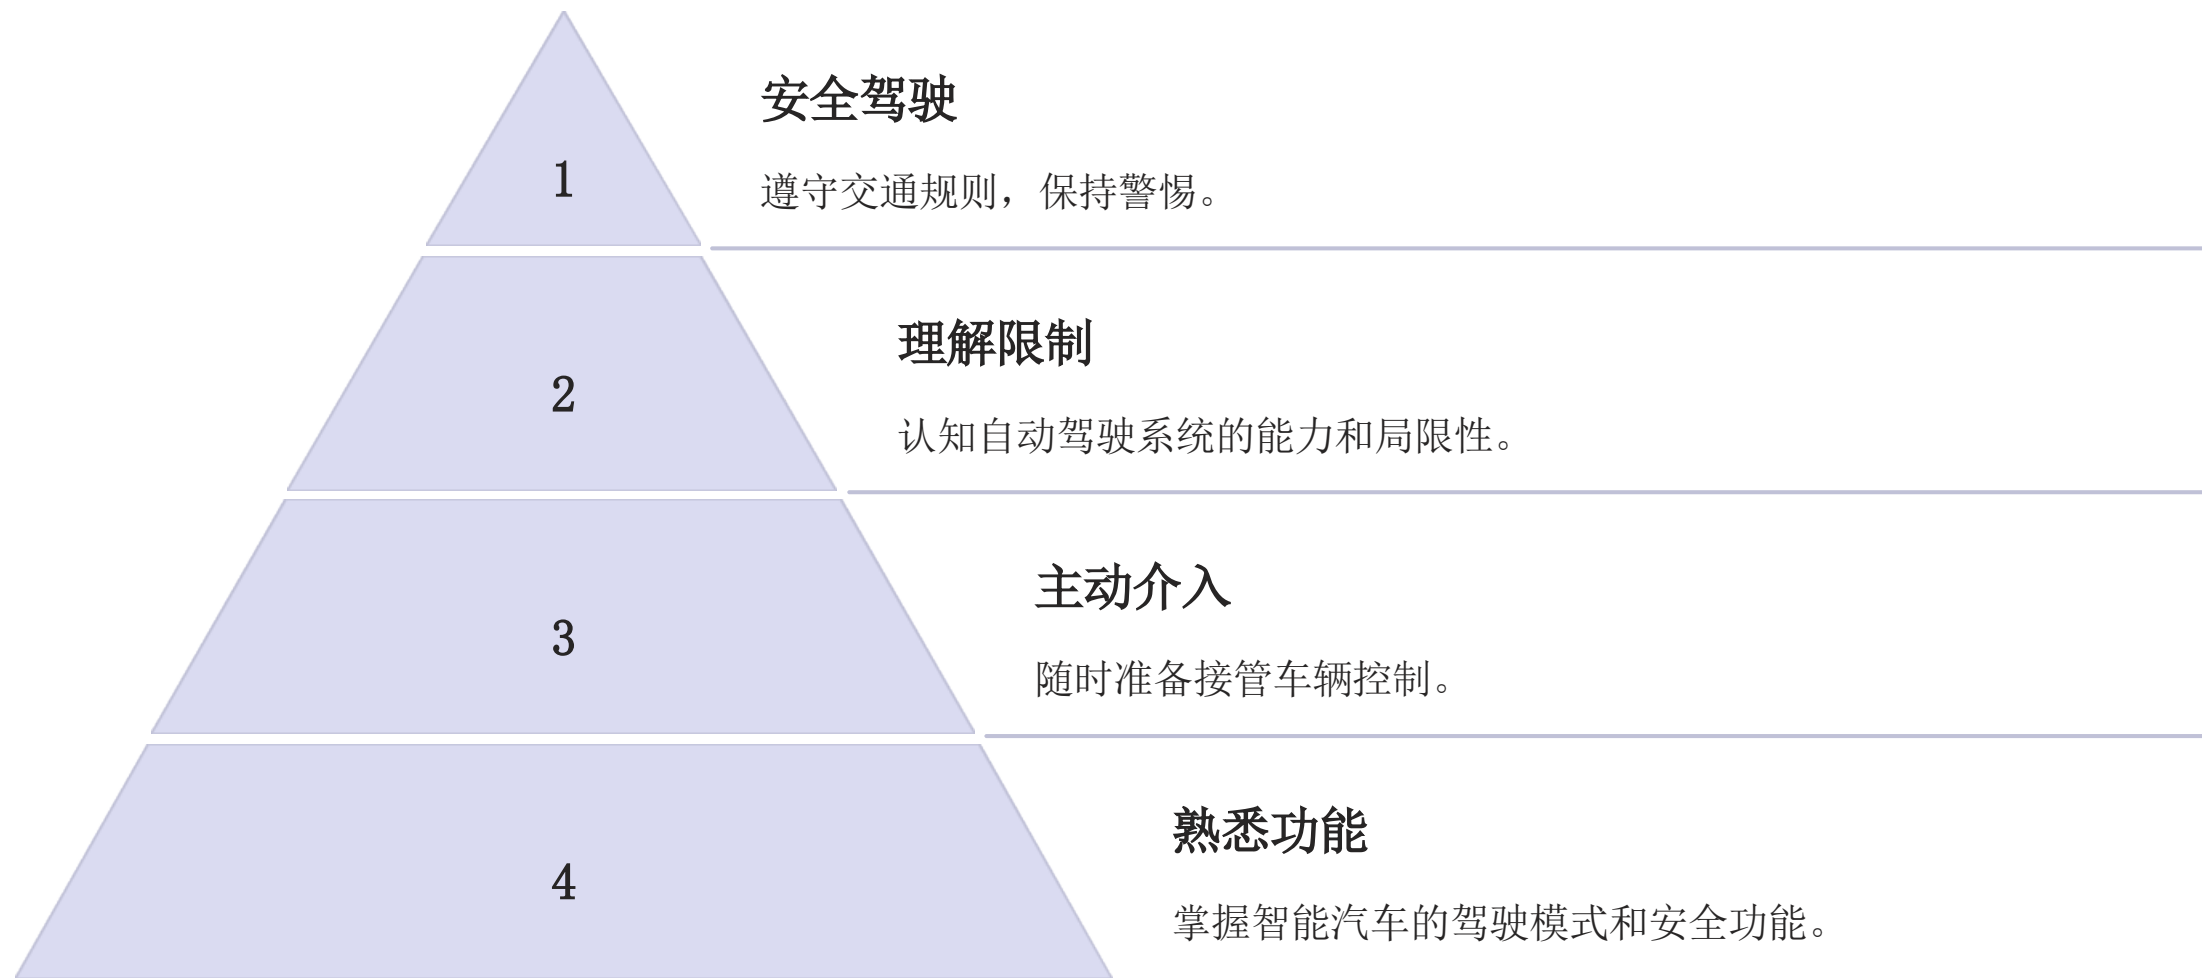 安全驾驶
1
遵守交通规则，保持警惕。
理解限制
2
认知自动驾驶系统的能力和局限性。
主动介入
3
随时准备接管车辆控制。
熟悉功能
4
掌握智能汽车的驾驶模式和安全功能。